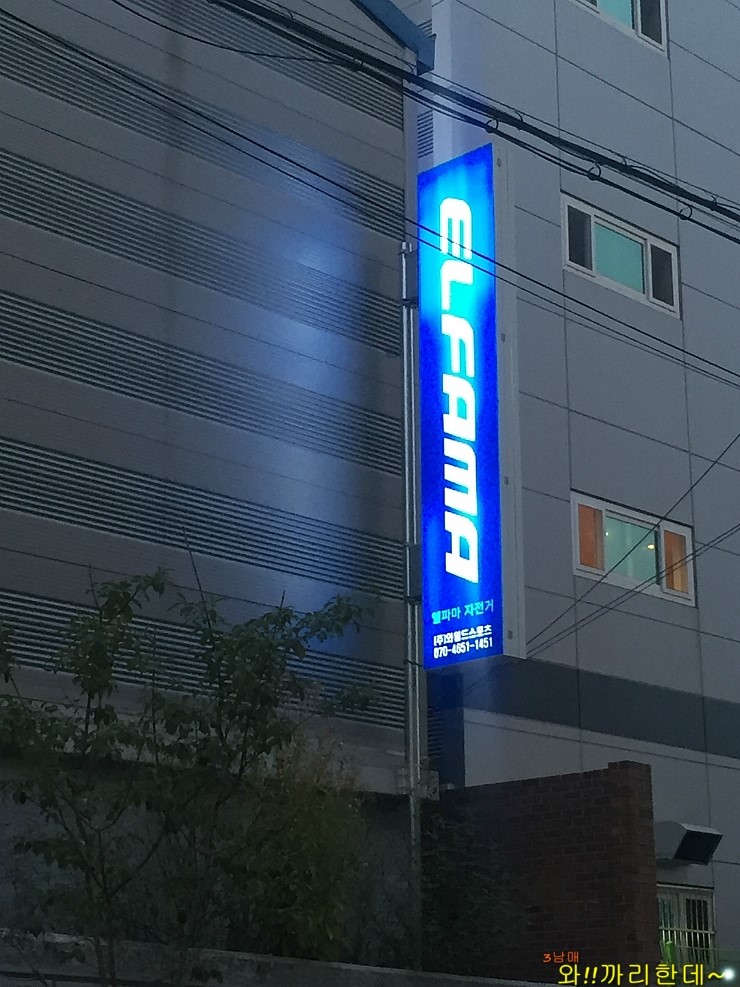 ELFAMA
엘파마 자전거
(주)와일드스포츠
070-4651-1451
3남매
와!!까리한데~